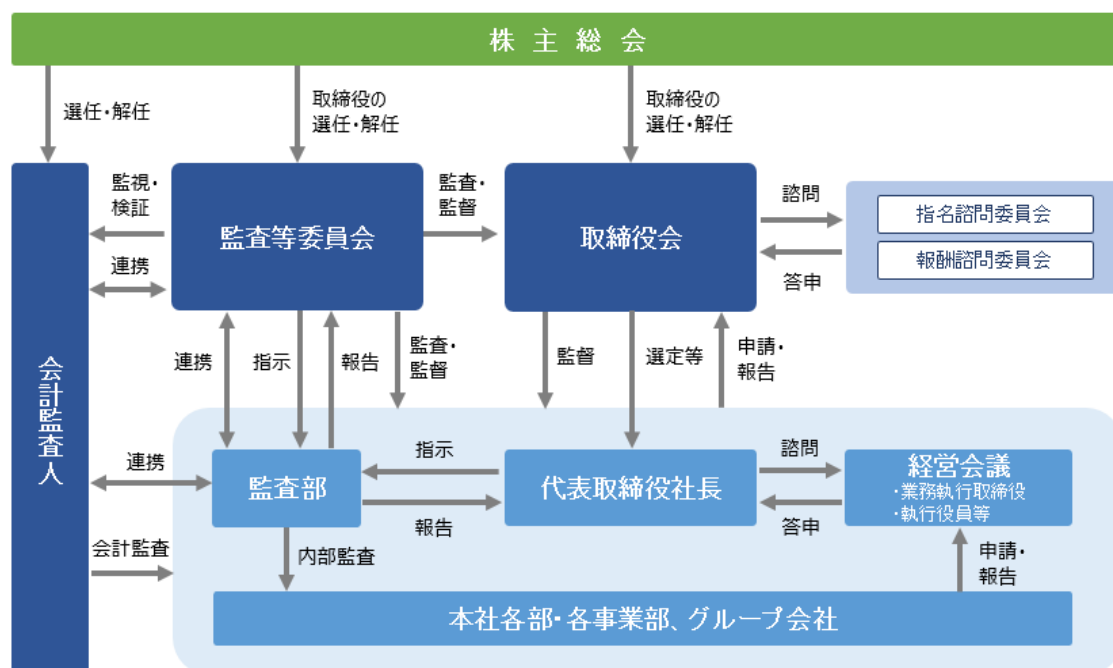 株主総会
選任・解任
取締役の
選任・解任
取締役の
選任・解任
会計監査人
監視・
検証
連携
監査等委員会
監査・
監督
取締役会
諮問
答申
指名諮問委員会
報酬諮問委員会
連携
指示
報告
監査・
監督
監督
選定等
申請・
報告
連携
会計監査
監査部
指示
報告
代表取締役社長
諮問
答申
経営会議
・業務執行取締役
・執行役員等
内部監査
申請・
報告
本社各部・各事業部、グループ会社